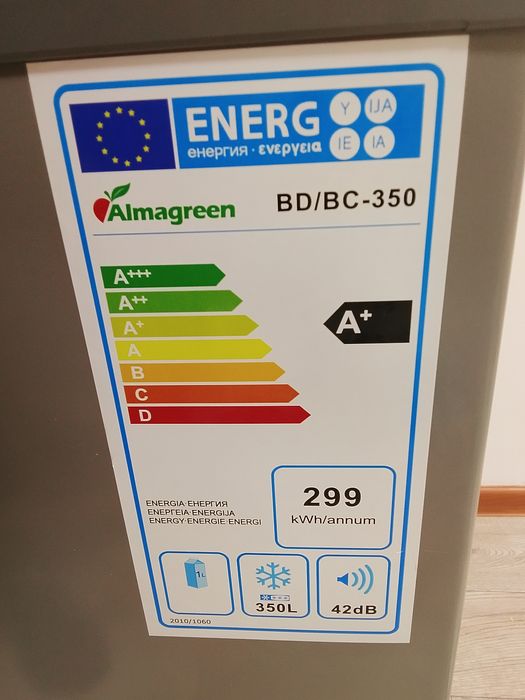 ENERG Y IJA
енергия · ενεργεια IE IA
Almagreen BD/BC-350
A+++
A++
A+
A+
A
B
C
D
299
kWh/annum
ENERGIA·ЕНЕРГИЯ
ΕΝΕΡΓΕΙΑ·ENERGIJA
ENERGY·ENERGIE·ENERGI
1L
350L
42dB
2010/1060